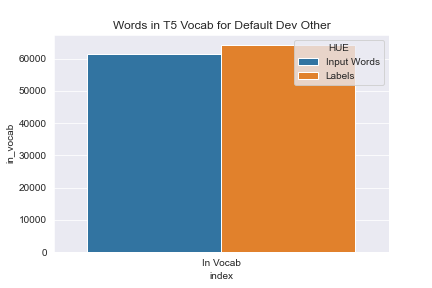 Words in T5 Vocab for Default Dev Other
HUE
Input Words
Labels
in_vocab
60000
50000
40000
30000
20000
10000
0
In Vocab
index